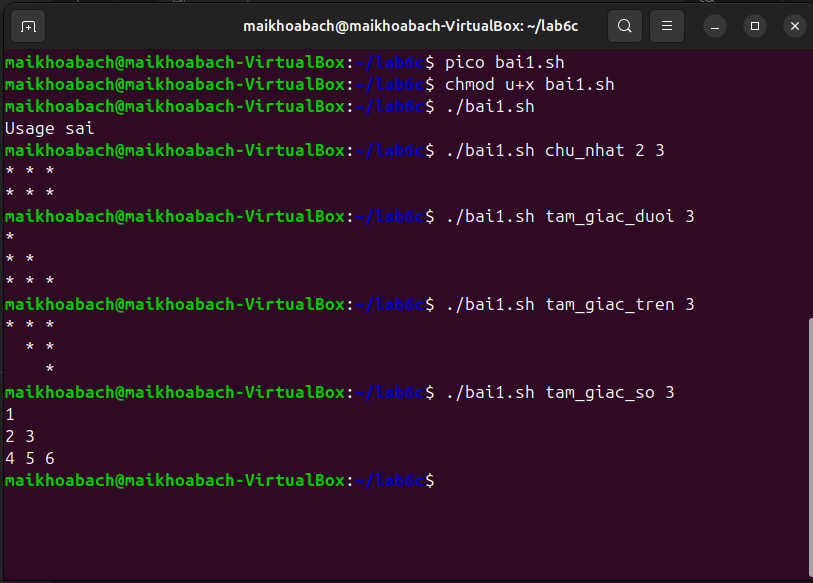 maikhoabach@maikhoabach-VirtualBox: ~/lab6c
maikhoabach@maikhoabach-VirtualBox:~/lab6c$ pico bai1.sh
maikhoabach@maikhoabach-VirtualBox:~/lab6c$ chmod u+x bai1.sh
maikhoabach@maikhoabach-VirtualBox:~/lab6c$ ./bai1.sh
Usage sai
maikhoabach@maikhoabach-VirtualBox:~/lab6c$ ./bai1.sh chu_nhat 2 3
* * *
* * *
maikhoabach@maikhoabach-VirtualBox:~/lab6c$ ./bai1.sh tam_giac_duoi 3
*
* *
* * *
maikhoabach@maikhoabach-VirtualBox:~/lab6c$ ./bai1.sh tam_giac_tren 3
* * *
  * *
    *
maikhoabach@maikhoabach-VirtualBox:~/lab6c$ ./bai1.sh tam_giac_so 3
1
2 3
4 5 6
maikhoabach@maikhoabach-VirtualBox:~/lab6c$